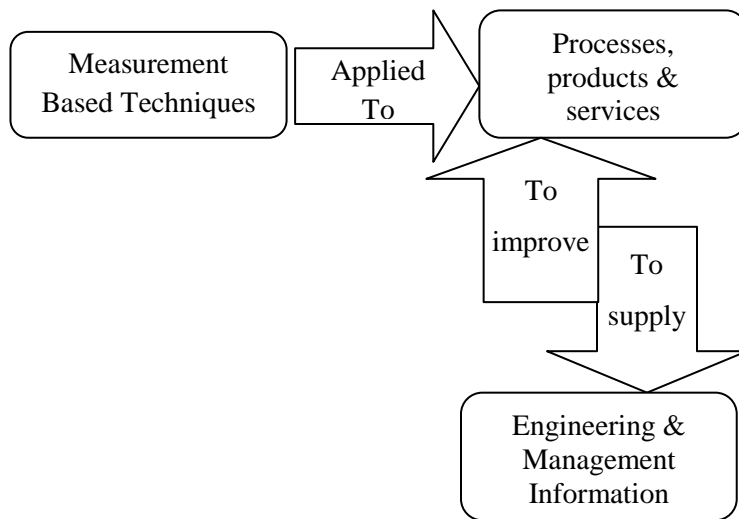 Measurement
Based Techniques
Applied
To
Processes,
products &
services
To
improve
To
supply
Engineering &
Management
Information